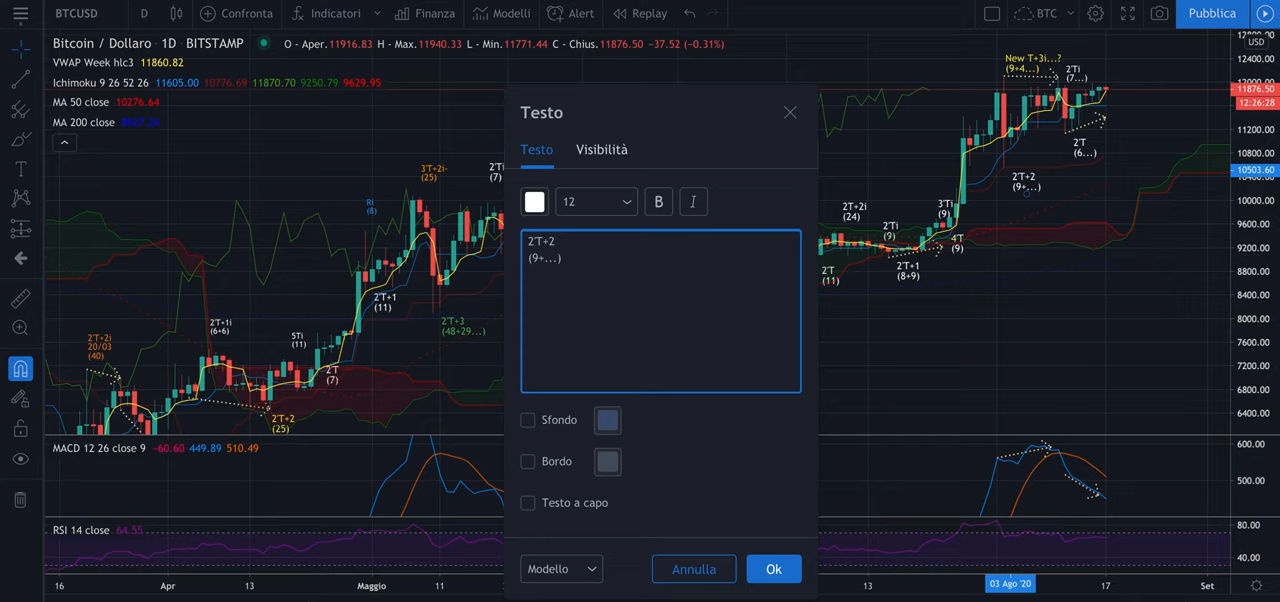 BTCUSD D Confronta Indicatori Finanza Modelli Alert Replay BTC Pubblica
Bitcoin / Dollaro 1D BITSTAMP O - Aper.11916.83 H - Max.11940.33 L - Min.11771.44 C - Chius.11876.50 -37.52 (-0.31%)
VWAP Week hlc3 11860.82
Ichimoku 9 26 52 26 11605.00 10776.69 11870.70 9250.79 9629.95
MA 50 close 10276.64
MA 200 close
USD
12400.00
12000.00
11876.50
12:26:28
11200.00
10800.00
10503.60
10000.00
9600.00
9200.00
8800.00
8400.00
8000.00
7600.00
7200.00
6800.00
6400.00
2'T+2i
20/03
(40)
2'T+1i
(6+6)
2'T+2
(25)
5Ti
(11)
2'T
(7)
Ri
(8)
2'T+1
(11)
3'T+2i-
(25)
2'T+3
(48+29...)
2'Ti
(7)
Testo
Testo Visibilità
12 B I
2'T+2
(9+...)
Sfondo
Bordo
Testo a capo
Modello Annulla Ok
2'T
(11)
2'T+2i
(24)
2'Ti
(9)
2'T+1
(8+9)
3'Ti
(9)
4'T
(9)
New T+3i...?
(9+4...)
2'Ti
(7...)
2'T
(6...)
2'T+2
(9+...)
MACD 12 26 close 9 -60.60 449.89 510.49
600.00
500.00
RSI 14 close 64.55
80.00
40.00
16 Apr 13 Maggio 11 13 03 Ago '20 17 Set